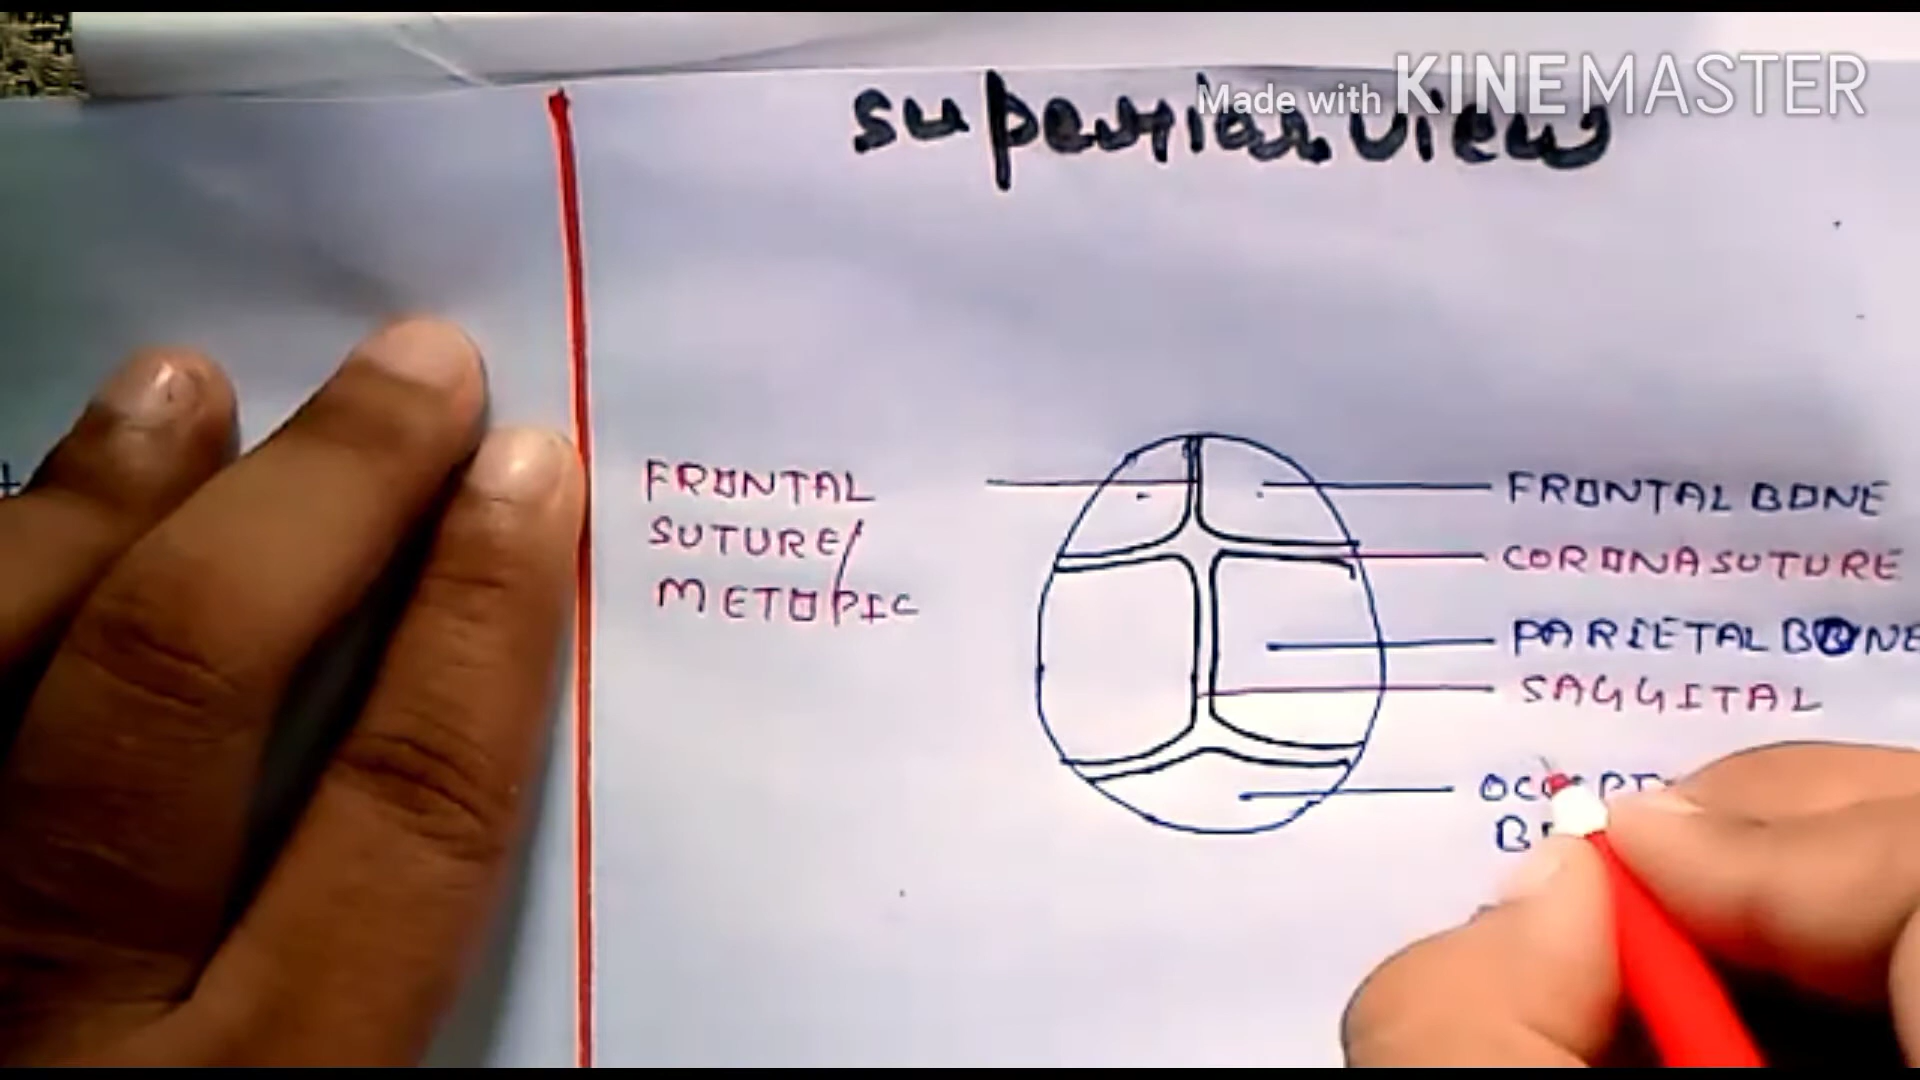 Made with KINEMASTER
superior view
FRONTAL
SUTURE/
METOPIC
FRONTAL BONE
CORONA SUTURE
PARIETAL BONE
SAGGITAL